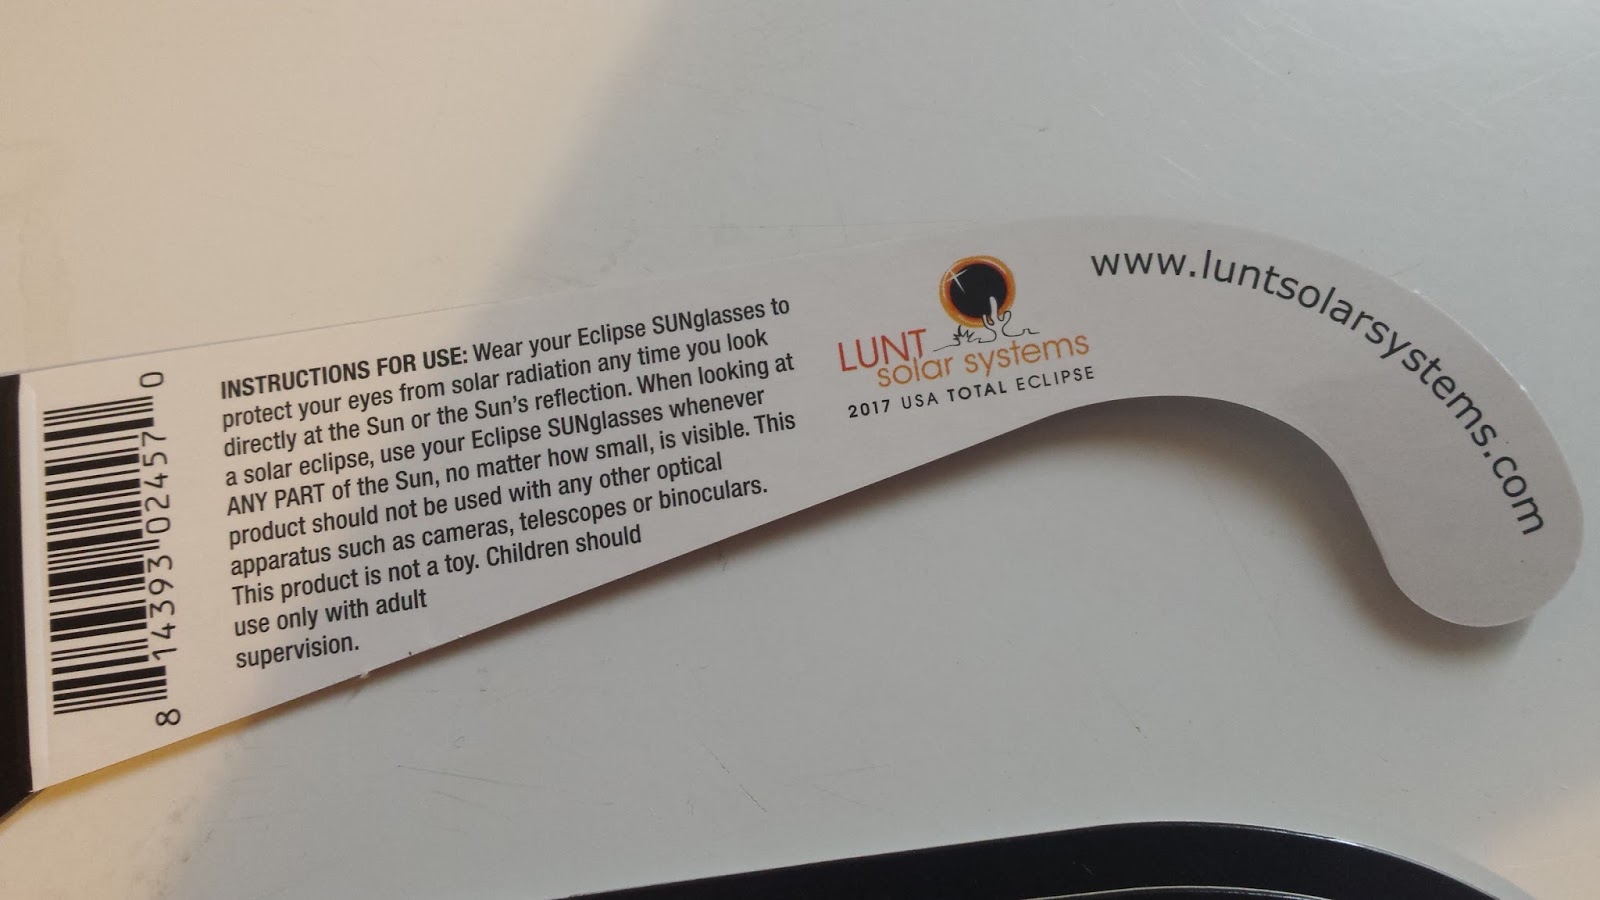 INSTRUCTIONS FOR USE: Wear your Eclipse SUNglasses to
protect your eyes from solar radiation any time you look
directly at the Sun or the Sun's reflection. When looking at
a solar eclipse, use your Eclipse SUNglasses whenever
ANY PART of the Sun, no matter how small, is visible. This
product should not be used with any other optical
apparatus such as cameras, telescopes or binoculars.
This product is not a toy. Children should
use only with adult
supervision.
8 14393 02457 0
LUNT
solar systems
2017 USA TOTAL ECLIPSE
www.luntsolarsystems.com